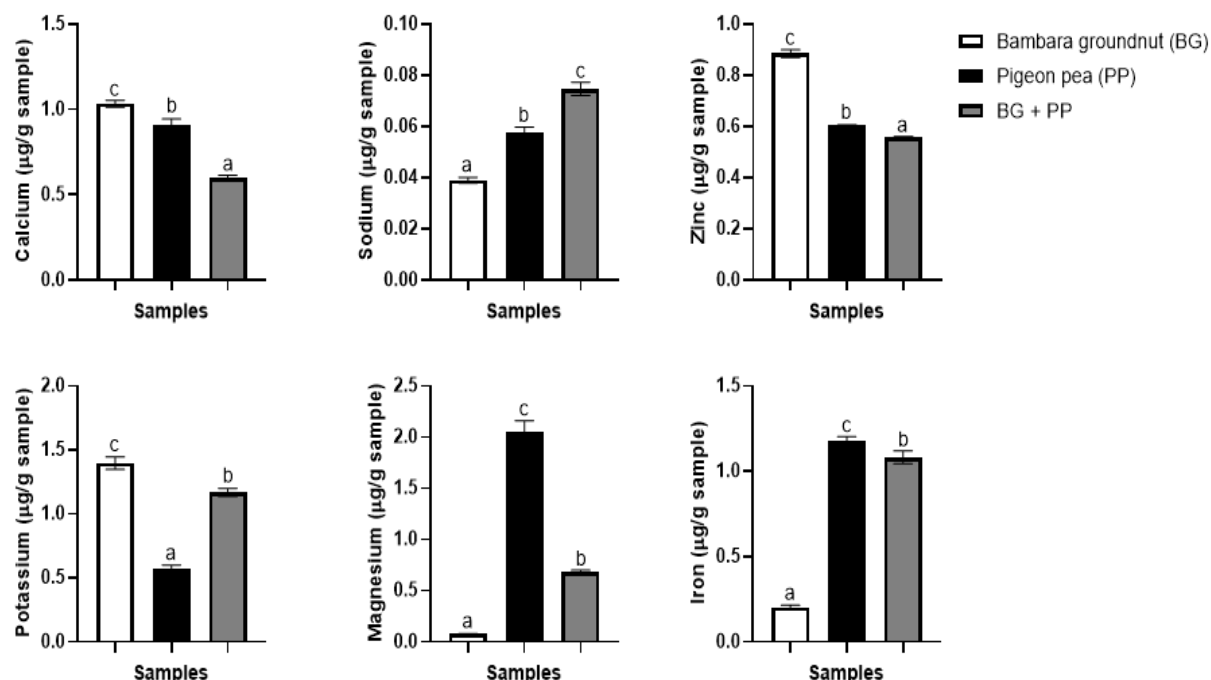 Calcium (µg/g sample)
1.5
1.0
0.5
0.0
c
b
a
Samples
Sodium (µg/g sample)
0.10
0.08
0.06
0.04
0.02
0.00
a
b
c
Samples
Zinc (µg/g sample)
1.0
0.8
0.6
0.4
0.2
0.0
c
b
a
Samples
Bambara groundnut (BG)
Pigeon pea (PP)
BG + PP
Potassium (µg/g sample)
2.0
1.5
1.0
0.5
0.0
c
a
b
Samples
Magnesium (µg/g sample)
2.5
2.0
1.5
1.0
0.5
0.0
a
c
b
Samples
Iron (µg/g sample)
1.5
1.0
0.5
0.0
a
c
b
Samples